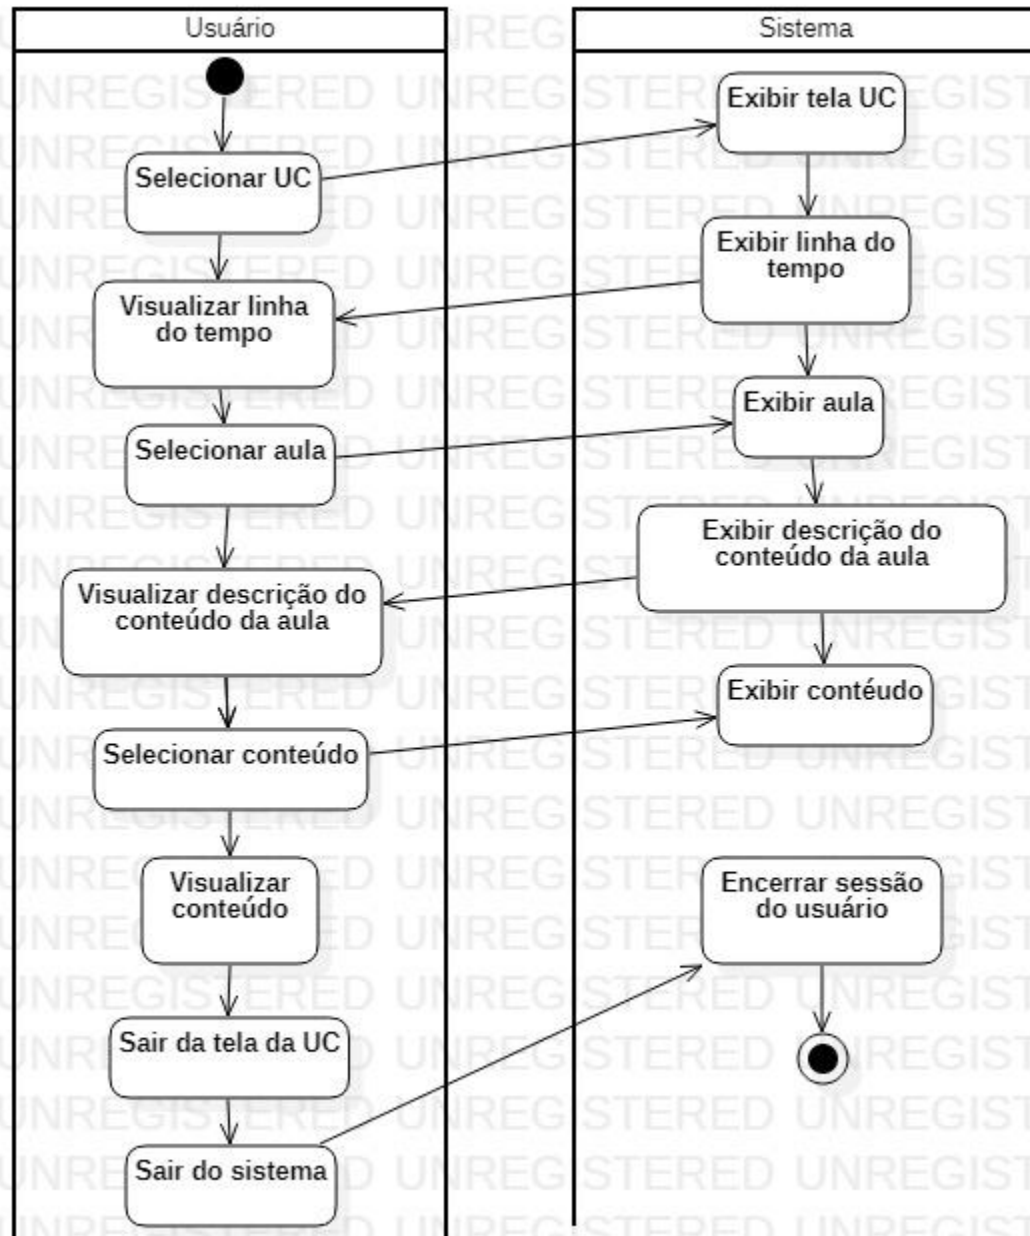 Usuário
Selecionar UC
Visualizar linha
do tempo
Selecionar aula
Visualizar descrição do
conteúdo da aula
Selecionar conteúdo
Visualizar
conteúdo
Sair da tela da UC
Sair do sistema
Sistema
Exibir tela UC
Exibir linha do
tempo
Exibir aula
Exibir descrição do
conteúdo da aula
Exibir contéudo
Encerrar sessão
do usuário
UNREGISTERED